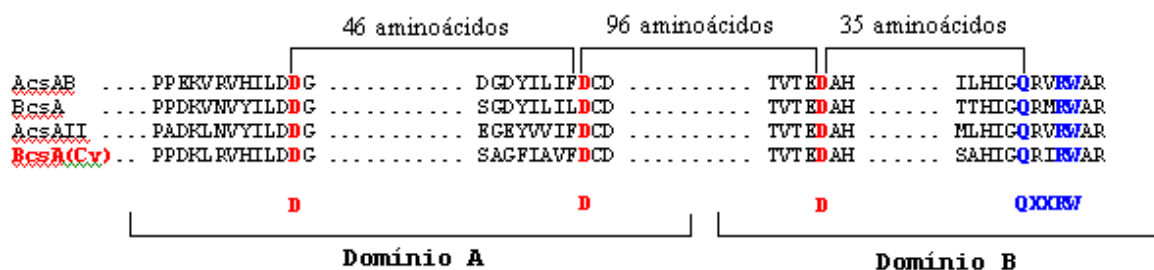 46 aminoácidos 96 aminoácidos 35 aminoácidos
AcsAB ....PPEKVRVHILDDG ........... DGDYILIFDCD ............. TVTEDAH ...... ILHIGQRVRWAR
BcsA ....PPDKVNVYILDDG ........... SGDYILILDCD ............. TVTEDAH ...... TTHIGQRMRWAR
AcsAII ....PADKLNVYILDDG ........... EGEYVVIFDCD ............. TVTEDAH ...... MLHIGQRVRWAR
BcsA(Cv).. PPDKLRVHILDDG ........... SAGFIAVFDCD ............. TVTEDAH ...... SAHIGQRIRWAR
D D D QXXRW
Domínio A Domínio B